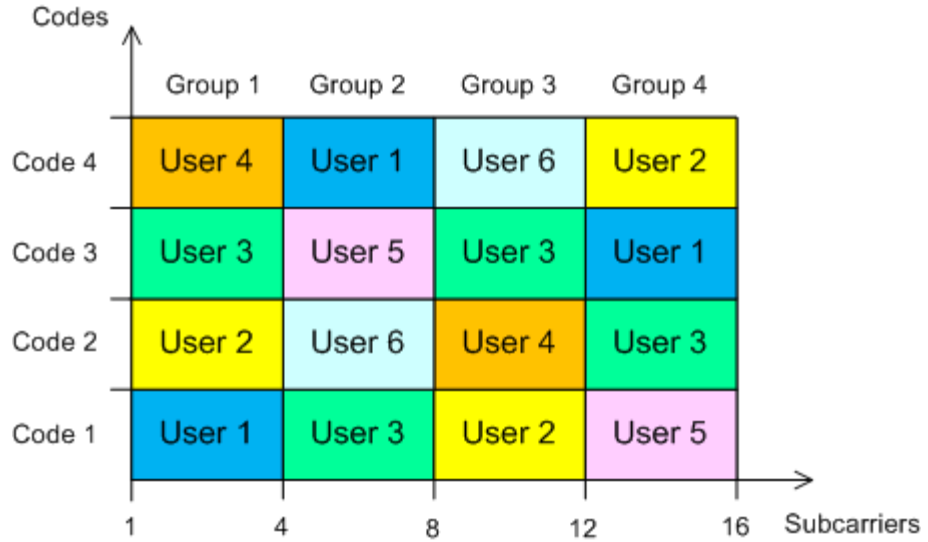 Codes
Group 1 Group 2 Group 3 Group 4
Code 4 User 4 User 1 User 6 User 2
Code 3 User 3 User 5 User 3 User 1
Code 2 User 2 User 6 User 4 User 3
Code 1 User 1 User 3 User 2 User 5
1 4 8 12 16 Subcarriers